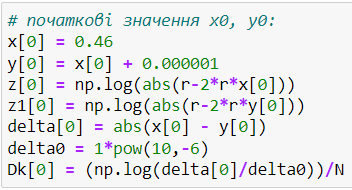 # початкові значення x0, y0:
x[0] = 0.46
y[0] = x[0] + 0.000001
z[0] = np.log(abs(r-2*r*x[0]))
z1[0] = np.log(abs(r-2*r*y[0]))
delta[0] = abs(x[0] - y[0])
delta0 = 1*pow(10,-6)
Dk[0] = (np.log(delta[0]/delta0))/N